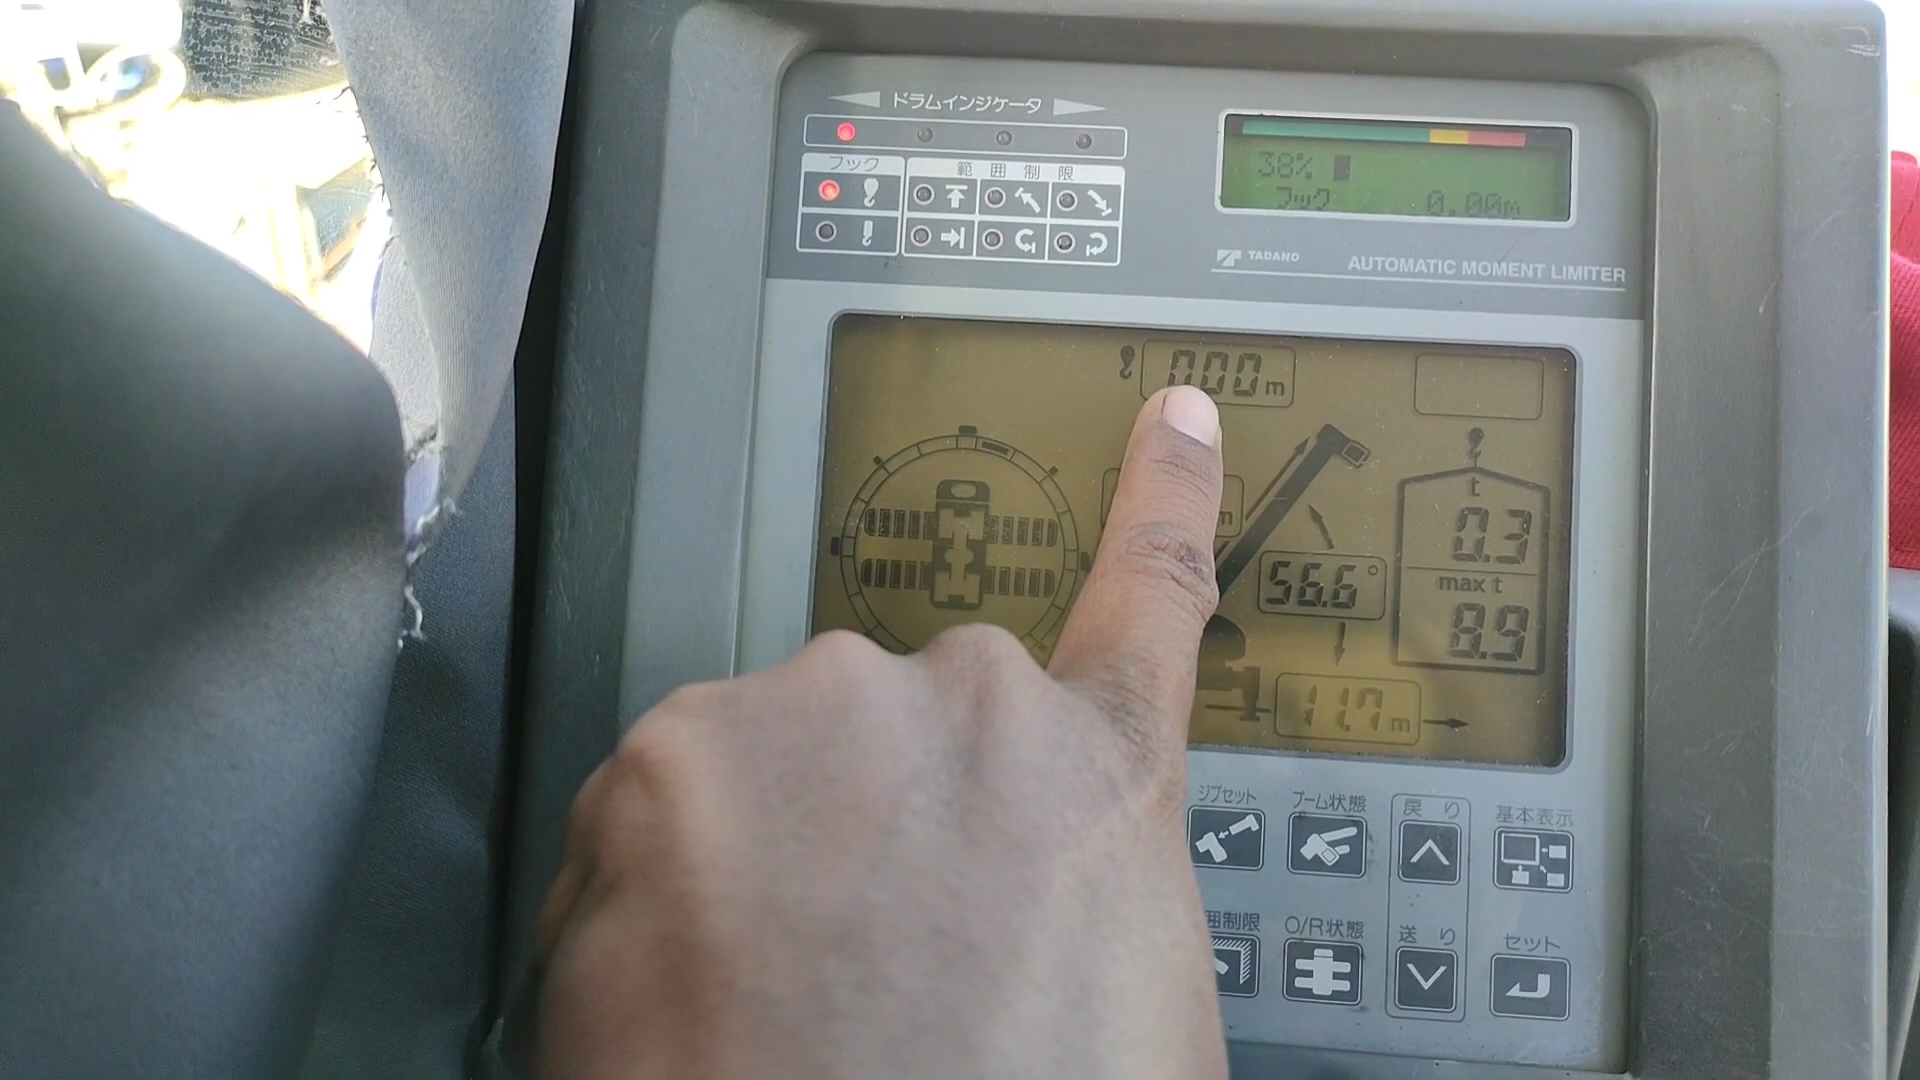 ドラムインジケータ
フック
範囲制限
38%
フック 0.00m
TADANO
AUTOMATIC MOMENT LIMITER
0.00 m
m
t
0.3
56.6°
max t
8.9
11.7 m
ジブセット
ブーム状態
戻り
基本表示
囲制限
O/R状態
送り
セット